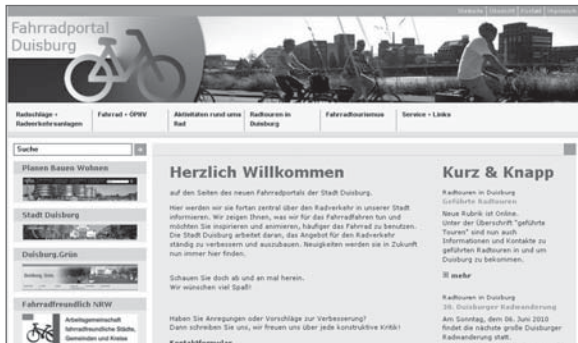 Startseite | Übersicht | Kontakt | Impressum
Fahrradportal
Duisburg
Radschläge +
Radverkehrsanlagen
Fahrrad + ÖPNV
Aktivitäten rund ums
Rad
Radtouren in
Duisburg
Fahrradtourismus
Service + Links
Suche
Planen Bauen Wohnen
Stadt Duisburg
Duisburg.Grün
Fahrradfreundlich NRW
Arbeitsgemeinschaft
fahrradfreundliche Städte,
Gemeinden und Kreise
Herzlich Willkommen
auf den Seiten des neuen Fahrradportals der Stadt Duisburg.
Hier werden wir sie fortan zentral über den Radverkehr in unserer Stadt
informieren. Wir zeigen Ihnen, was wir für das Fahrradfahren tun und
möchten Sie inspirieren und animieren, häufiger das Fahrrad zu benutzen.
Die Stadt Duisburg arbeitet daran, das Angebot für den Radverkehr
ständig zu verbessern und auszubauen. Neuigkeiten werden sie in Zukunft
nun immer hier finden.
Schauen Sie doch ab und an mal herein.
Wir wünschen viel Spaß!
Haben Sie Anregungen oder Vorschläge zur Verbesserung?
Dann schreiben Sie uns, wir freuen uns über jede konstruktive Kritik!
Kontaktformular
Kurz & Knapp
Radtouren in Duisburg
Geführte Radtouren
Neue Rubrik ist Online.
Unter der Überschrift "geführte
Touren" sind nun auch
Informationen und Kontakte zu
geführten Radtouren in und um
Duisburg zu bekommen.
mehr
Radtouren in Duisburg
30. Duisburger Radwanderung
Am Sonntag, dem 06. Juni 2010
findet die nächste große Duisburger
Radwanderung statt.